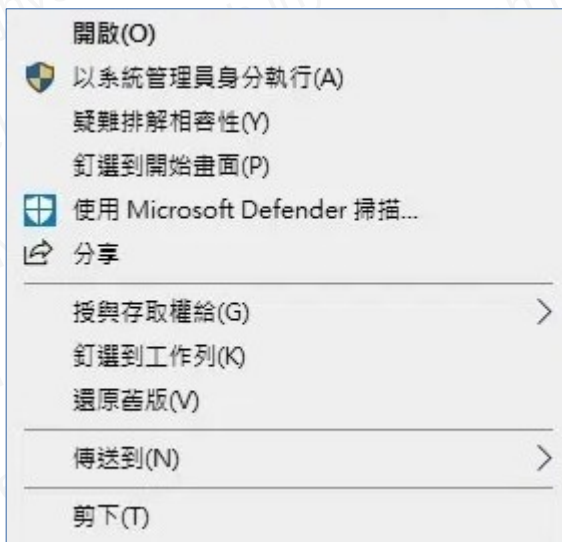 開啟(O)
以系統管理員身分執行(A)
疑難排解相容性(Y)
釘選到開始畫面(P)
使用 Microsoft Defender 掃描...
分享
授與存取權給(G)
釘選到工作列(K)
還原舊版(V)
傳送到(N)
剪下(T)